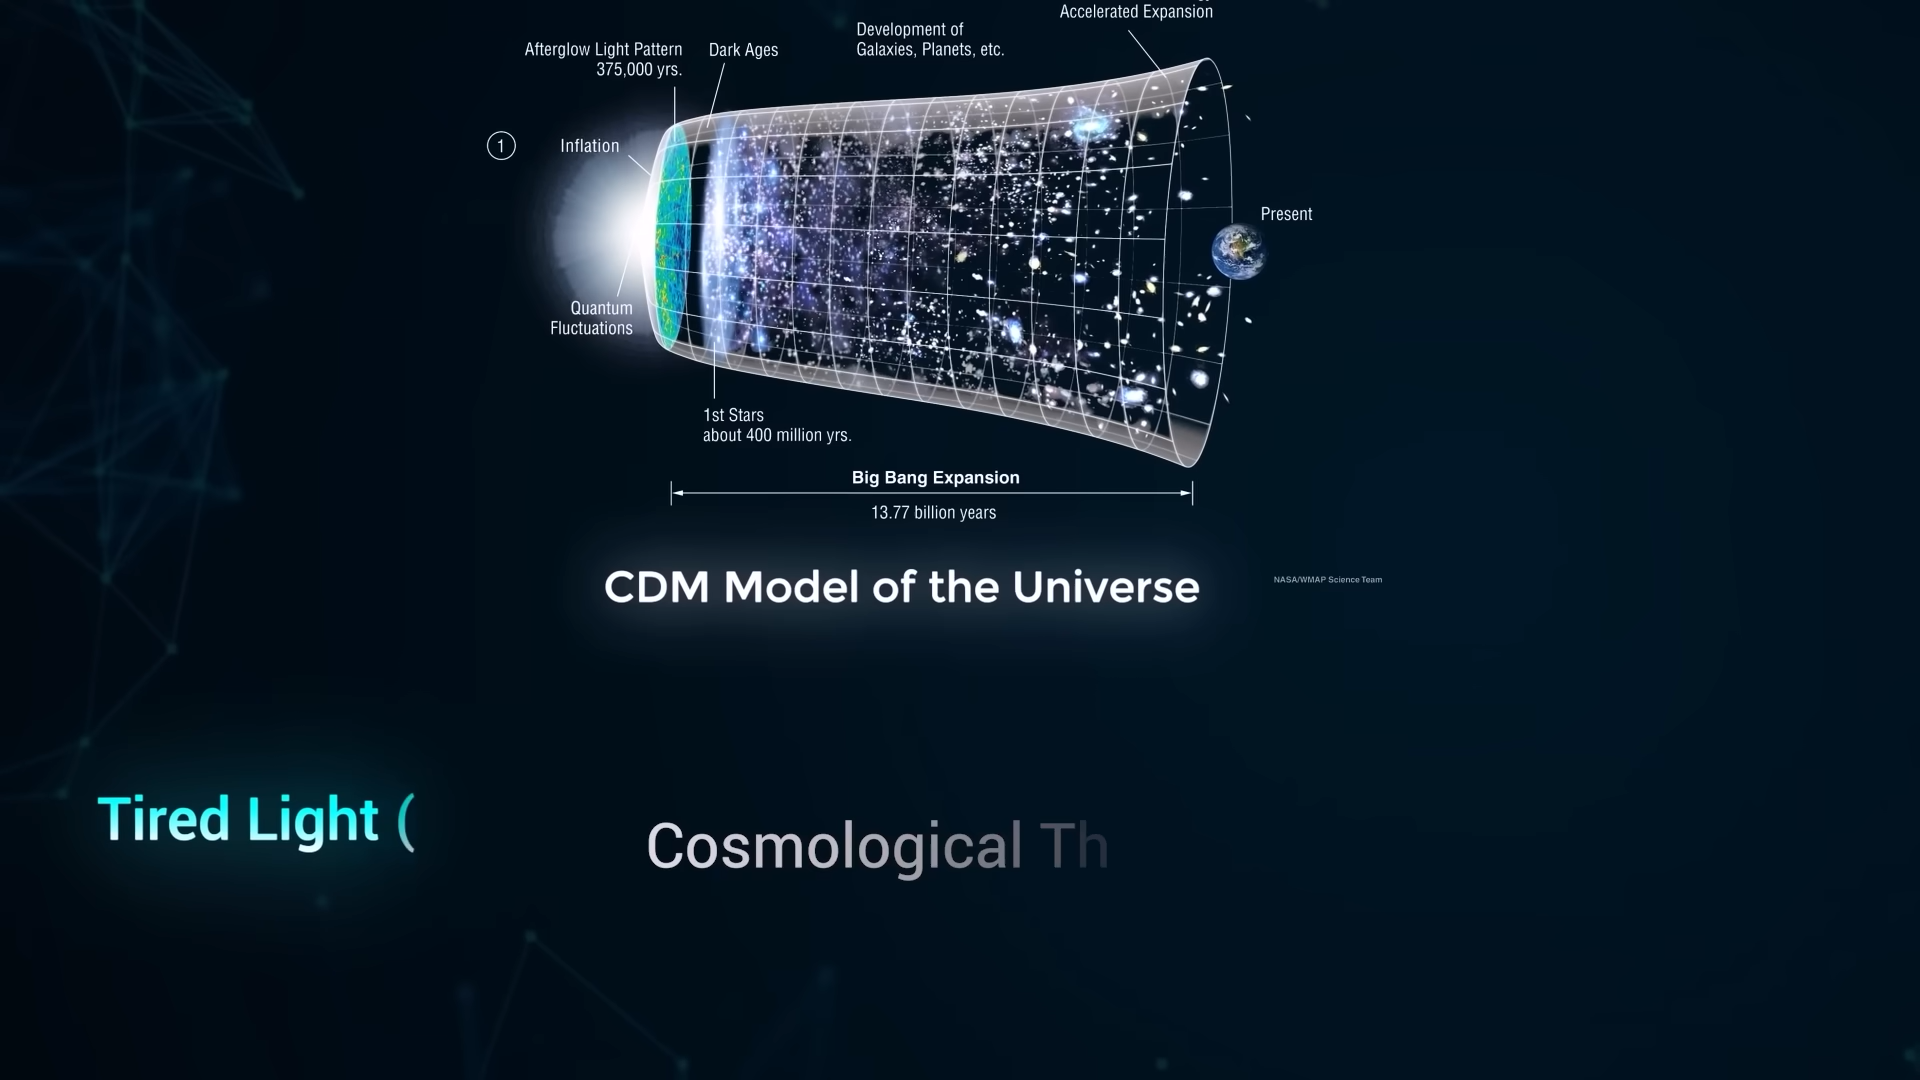 Accelerated Expansion
Development of
Galaxies, Planets, etc.
Afterglow Light Pattern
375,000 yrs.
Dark Ages
1
Inflation
Present
Quantum
Fluctuations
1st Stars
about 400 million yrs.
Big Bang Expansion
13.77 billion years
CDM Model of the Universe
NASA/WMAP Science Team
Tired Light (
Cosmological Th